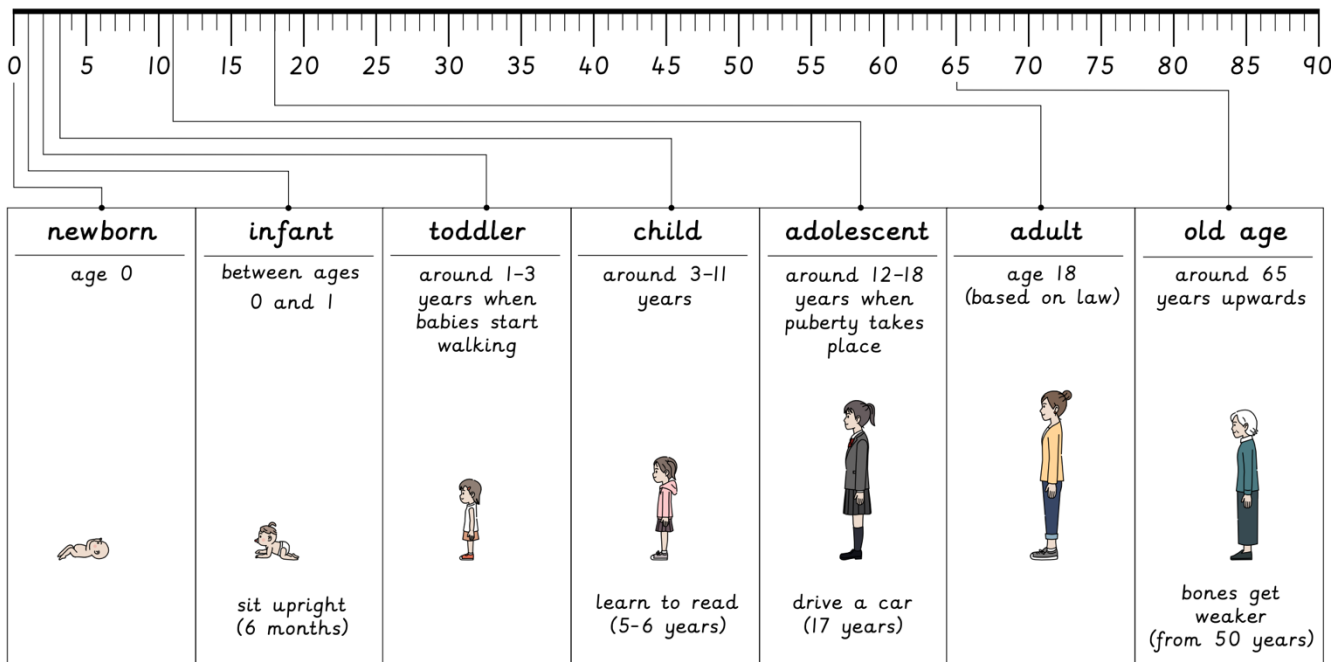 0 5 10 15 20 25 30 35 40 45 50 55 60 65 70 75 80 85 90
newborn
age 0
infant
between ages
0 and 1
sit upright
(6 months)
toddler
around 1-3
years when
babies start
walking
child
around 3-11
years
learn to read
(5-6 years)
adolescent
around 12-18
years when
puberty takes
place
drive a car
(17 years)
adult
age 18
(based on law)
old age
around 65
years upwards
bones get
weaker
(from 50 years)